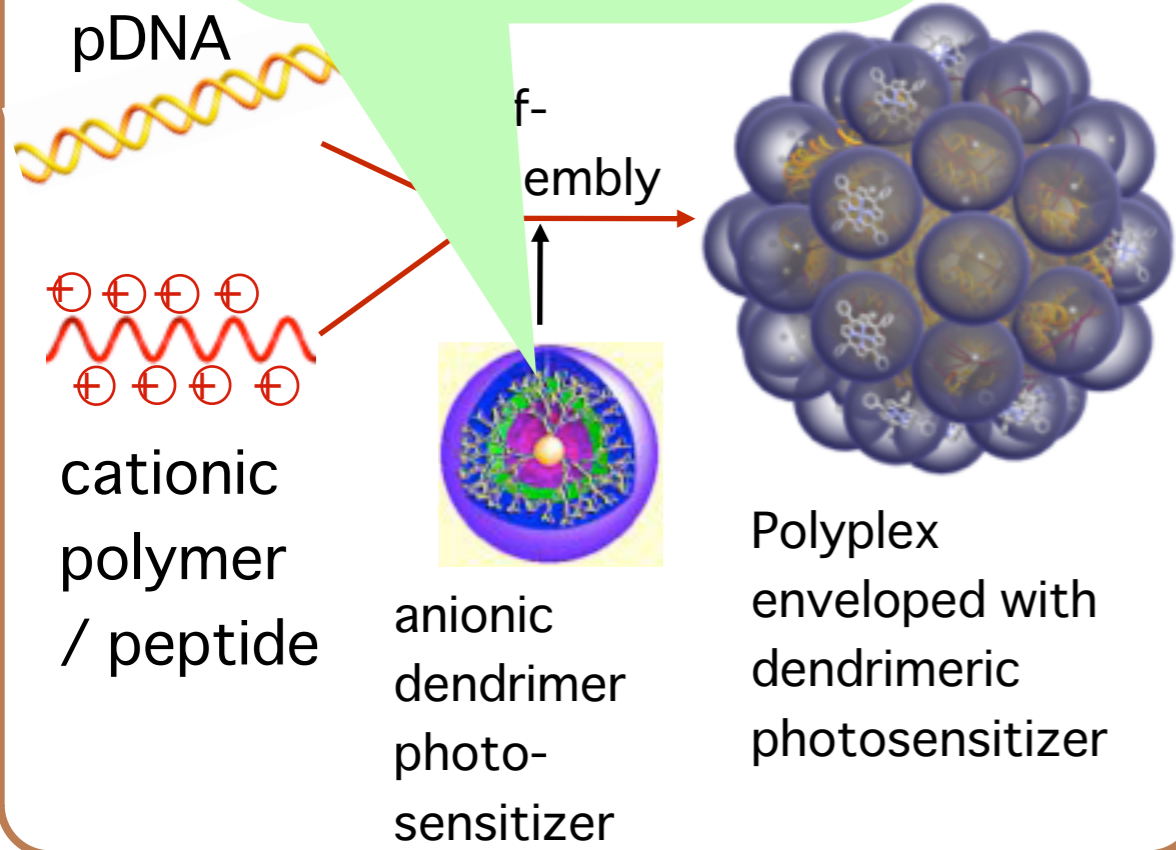 pDNA
f-
embly
cationic
polymer
/ peptide
anionic
dendrimer
photo-
sensitizer
Polyplex
enveloped with
dendrimeric
photosensitizer